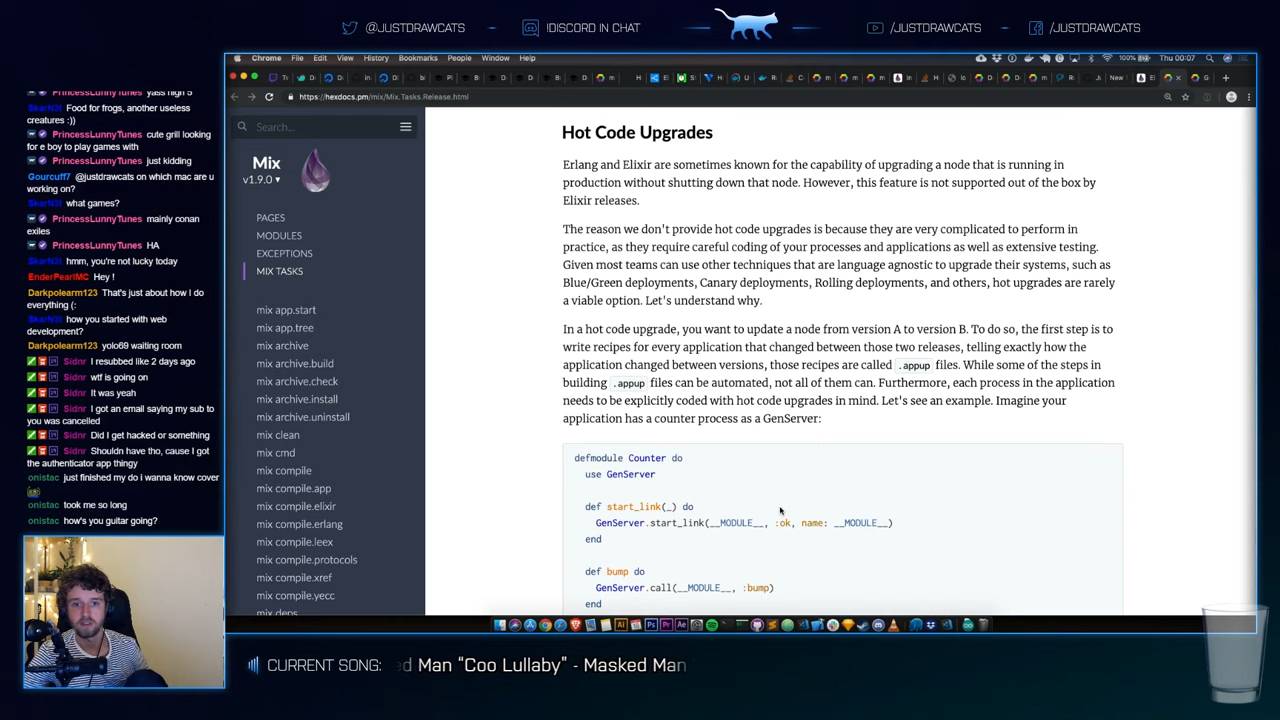 @JUSTDRAWCATS
!DISCORD IN CHAT
/JUSTDRAWCATS
/JUSTDRAWCATS
Chrome File Edit View History Bookmarks People Window Help
100% Thu 00:07
https://hexdocs.pm/mix/Mix.Tasks.Release.html
PrincessLunnyTunes yass high 5
SkarN3t Food for frogs, another useless
creatures :))
PrincessLunnyTunes cute grill looking
for e boy to play games with
PrincessLunnyTunes just kidding
Gourcuff7 @justdrawcats on which mac are u
working on?
SkarN3t what games?
PrincessLunnyTunes mainly conan
exiles
PrincessLunnyTunes HA
SkarN3t hmm, you're not lucky today
EnderPearlMC Hey !
Darkpolearm123 That's just about how I do
everything (:
SkarN3t how you started with web
development?
Darkpolearm123 yolo69 waiting room
Sidnr I resubbed like 2 days ago
Sidnr wtf is going on
Sidnr It was yeah
Sidnr I got an email saying my sub to
you was cancelled
Sidnr Did I get hacked or something
Sidnr Shouldn have tho, cause I got
the authenticator app thingy
onistac just finished my do i wanna know cover
onistac took me so long
onistac how's you guitar going?
Search...
Mix
v1.9.0
PAGES
MODULES
EXCEPTIONS
MIX TASKS
mix app.start
mix app.tree
mix archive
mix archive.build
mix archive.check
mix archive.install
mix archive.uninstall
mix clean
mix cmd
mix compile
mix compile.app
mix compile.elixir
mix compile.erlang
mix compile.leex
mix compile.protocols
mix compile.xref
mix compile.yecc
mix deps
Hot Code Upgrades
Erlang and Elixir are sometimes known for the capability of upgrading a node that is running in
production without shutting down that node. However, this feature is not supported out of the box by
Elixir releases.
The reason we don't provide hot code upgrades is because they are very complicated to perform in
practice, as they require careful coding of your processes and applications as well as extensive testing.
Given most teams can use other techniques that are language agnostic to upgrade their systems, such as
Blue/Green deployments, Canary deployments, Rolling deployments, and others, hot upgrades are rarely
a viable option. Let's understand why.
In a hot code upgrade, you want to update a node from version A to version B. To do so, the first step is to
write recipes for every application that changed between those two releases, telling exactly how the
application changed between versions, those recipes are called .appup files. While some of the steps in
building .appup files can be automated, not all of them can. Furthermore, each process in the application
needs to be explicitly coded with hot code upgrades in mind. Let's see an example. Imagine your
application has a counter process as a GenServer:
defmodule Counter do
use GenServer
def start_link(_) do
GenServer.start_link(__MODULE__, :ok, name: __MODULE__)
end
def bump do
GenServer.call(__MODULE__, :bump)
end
CURRENT SONG: ed Man “Coo Lullaby” - Masked Man